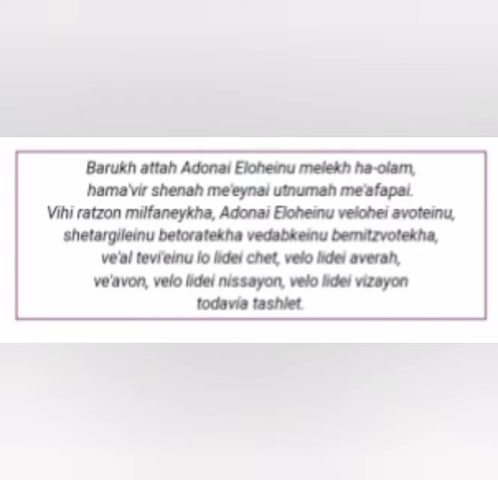 Barukh attah Adonai Eloheinu melekh ha-olam,
hama'vir shenah me'eynai utnumah me'afapai.
Vihi ratzon milfaneykha, Adonai Eloheinu velohei avoteinu,
shetargileinu betoratekha vedabkeinu bemitzvotekha,
ve'al tevi'einu lo lidei chet, velo lidei averah,
ve'avon, velo lidei nissayon, velo lidei vizayon
todavía tashlet.